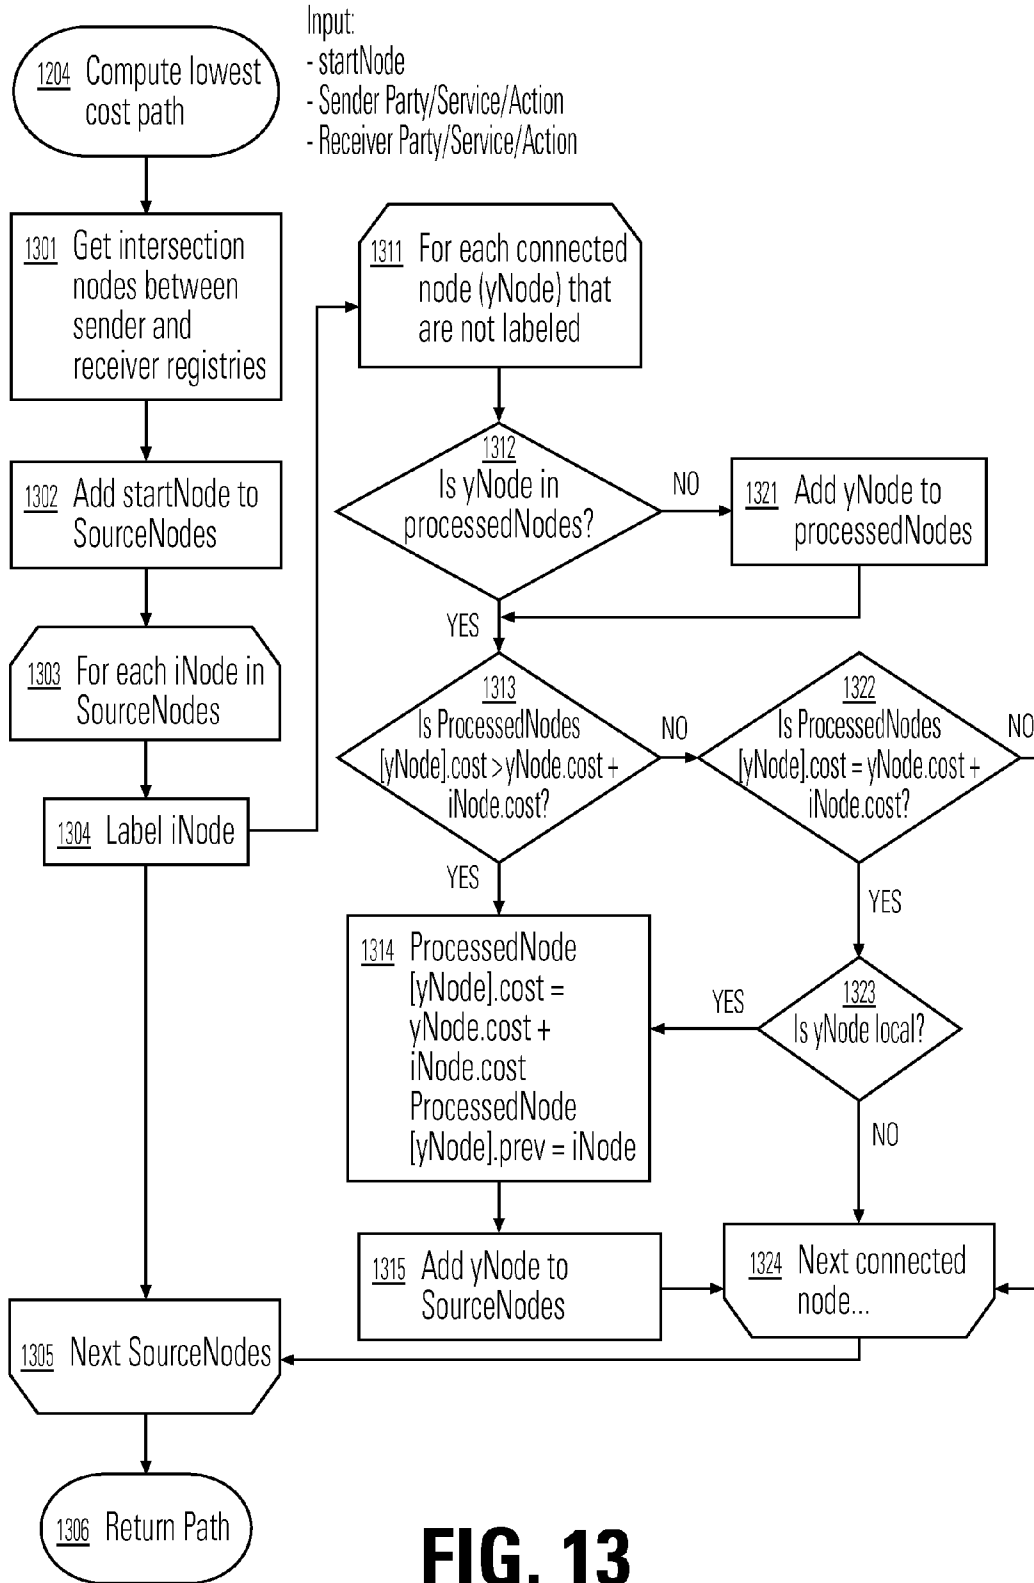 Input:
- startNode
- Sender Party/Service/Action
- Receiver Party/Service/Action
1204 Compute lowest
cost path
1301 Get intersection
nodes between
sender and
receiver registries
1302 Add startNode to
SourceNodes
1303 For each iNode in
SourceNodes
1304 Label iNode
1311 For each connected
node (yNode) that
are not labeled
1312
Is yNode in
processedNodes?
NO
1321 Add yNode to
processedNodes
YES
1313
Is ProcessedNodes
[yNode].cost >yNode.cost +
iNode.cost?
NO
1322
Is ProcessedNodes
[yNode].cost = yNode.cost +
iNode.cost?
NO
YES
YES
1314 ProcessedNode
[yNode].cost =
yNode.cost +
iNode.cost
ProcessedNode
[yNode].prev = iNode
YES
1323
Is yNode local?
NO
1315 Add yNode to
SourceNodes
1324 Next connected
node...
1305 Next SourceNodes
1306 Return Path
FIG. 13